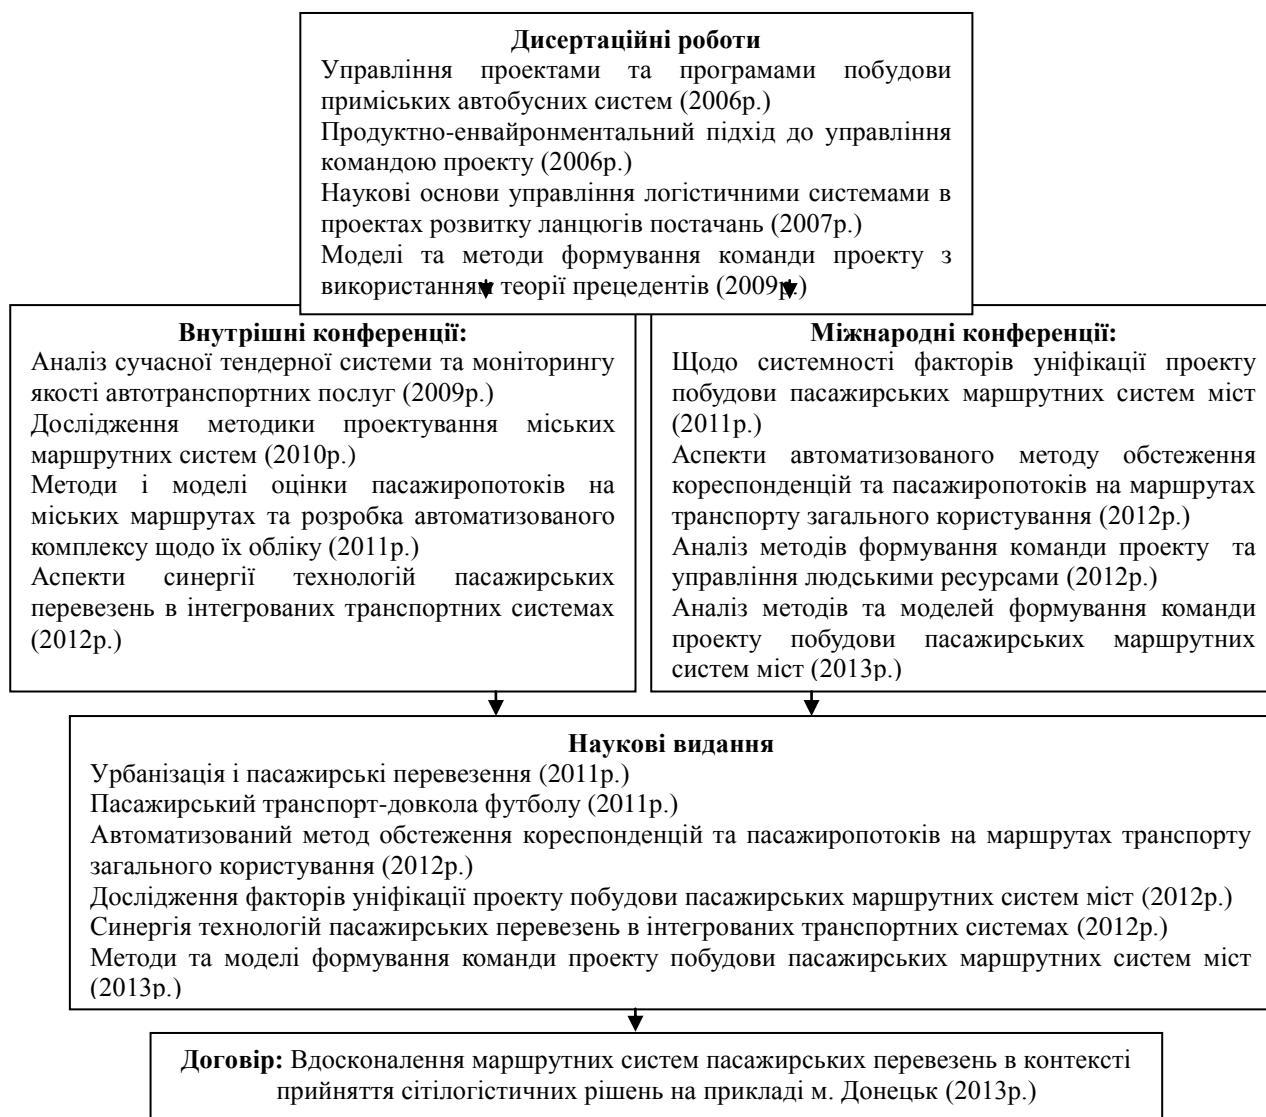 Дисертаційні роботи
Управління проектами та програмами побудови
приміських автобусних систем (2006р.)
Продуктно-енвайронментальний підхід до управління
командою проекту (2006р.)
Наукові основи управління логістичними системами в
проектах розвитку ланцюгів постачань (2007р.)
Моделі та методи формування команди проекту з
використанням теорії прецедентів (2009р.)
Внутрішні конференції:
Аналіз сучасної тендерної системи та моніторингу
якості автотранспортних послуг (2009р.)
Дослідження методики проектування міських
маршрутних систем (2010р.)
Методи і моделі оцінки пасажиропотоків на
міських маршрутах та розробка автоматизованого
комплексу щодо їх обліку (2011р.)
Аспекти синергії технологій пасажирських
перевезень в інтегрованих транспортних системах
(2012р.)
Міжнародні конференції:
Щодо системності факторів уніфікації проекту
побудови пасажирських маршрутних систем міст
(2011р.)
Аспекти автоматизованого методу обстеження
кореспонденцій та пасажиропотоків на маршрутах
транспорту загального користування (2012р.)
Аналіз методів формування команди проекту та
управління людськими ресурсами (2012р.)
Аналіз методів та моделей формування команди
проекту побудови пасажирських маршрутних
систем міст (2013р.)
Наукові видання
Урбанізація і пасажирські перевезення (2011р.)
Пасажирський транспорт-довкола футболу (2011р.)
Автоматизований метод обстеження кореспонденцій та пасажиропотоків на маршрутах транспорту
загального користування (2012р.)
Дослідження факторів уніфікації проекту побудови пасажирських маршрутних систем міст (2012р.)
Синергія технологій пасажирських перевезень в інтегрованих транспортних системах (2012р.)
Методи та моделі формування команди проекту побудови пасажирських маршрутних систем міст
(2013р.)
Договір: Вдосконалення маршрутних систем пасажирських перевезень в контексті
прийняття сітілогістичних рішень на прикладі м. Донецьк (2013р.)